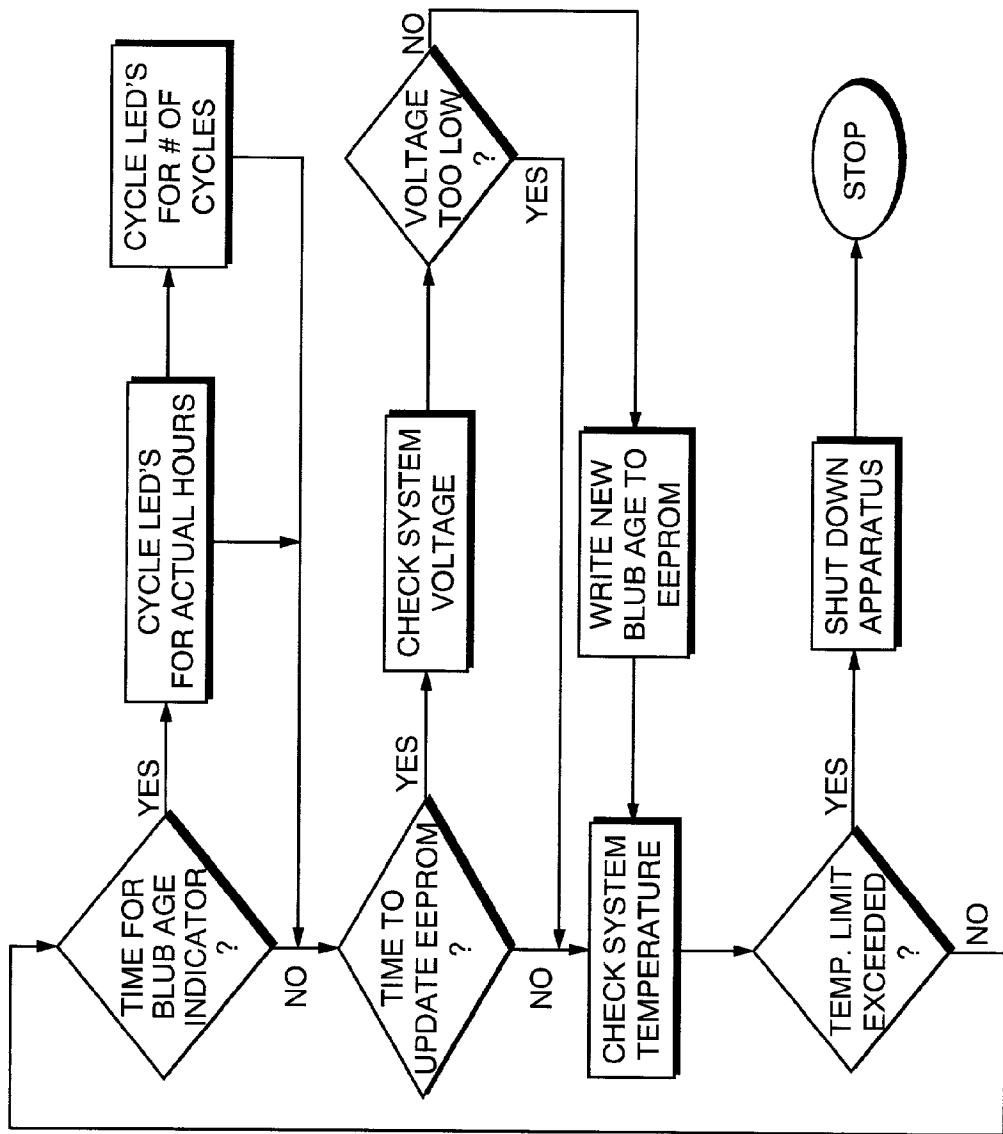 TIME FOR
BLUB AGE
INDICATOR
?
YES
NO
CYCLE LED'S
FOR ACTUAL HOURS
CYCLE LED'S
FOR # OF
CYCLES
TIME TO
UPDATE EEPROM
?
YES
NO
CHECK SYSTEM
VOLTAGE
VOLTAGE
TOO LOW
?
NO
YES
WRITE NEW
BLUB AGE TO
EEPROM
CHECK SYSTEM
TEMPERATURE
TEMP. LIMIT
EXCEEDED
?
YES
NO
SHUT DOWN
APPARATUS
STOP